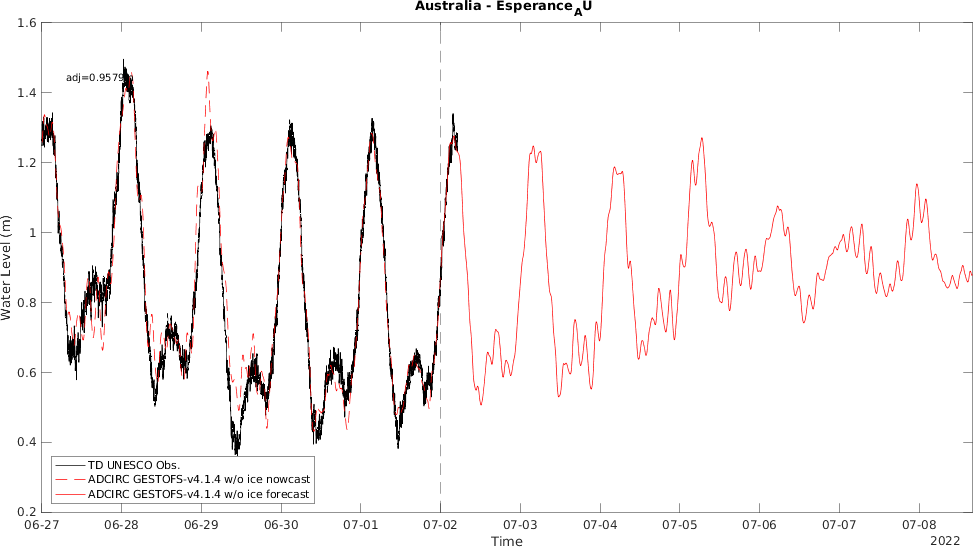 Australia - Esperance_AU
1.6
1.4
1.2
1
0.8
0.6
0.4
0.2
Water Level (m)
adj=0.9579
TD UNESCO Obs.
ADCIRC GESTOFS-v4.1.4 w/o ice nowcast
ADCIRC GESTOFS-v4.1.4 w/o ice forecast
06-27 06-28 06-29 06-30 07-01 07-02 07-03 07-04 07-05 07-06 07-07 07-08
Time
2022